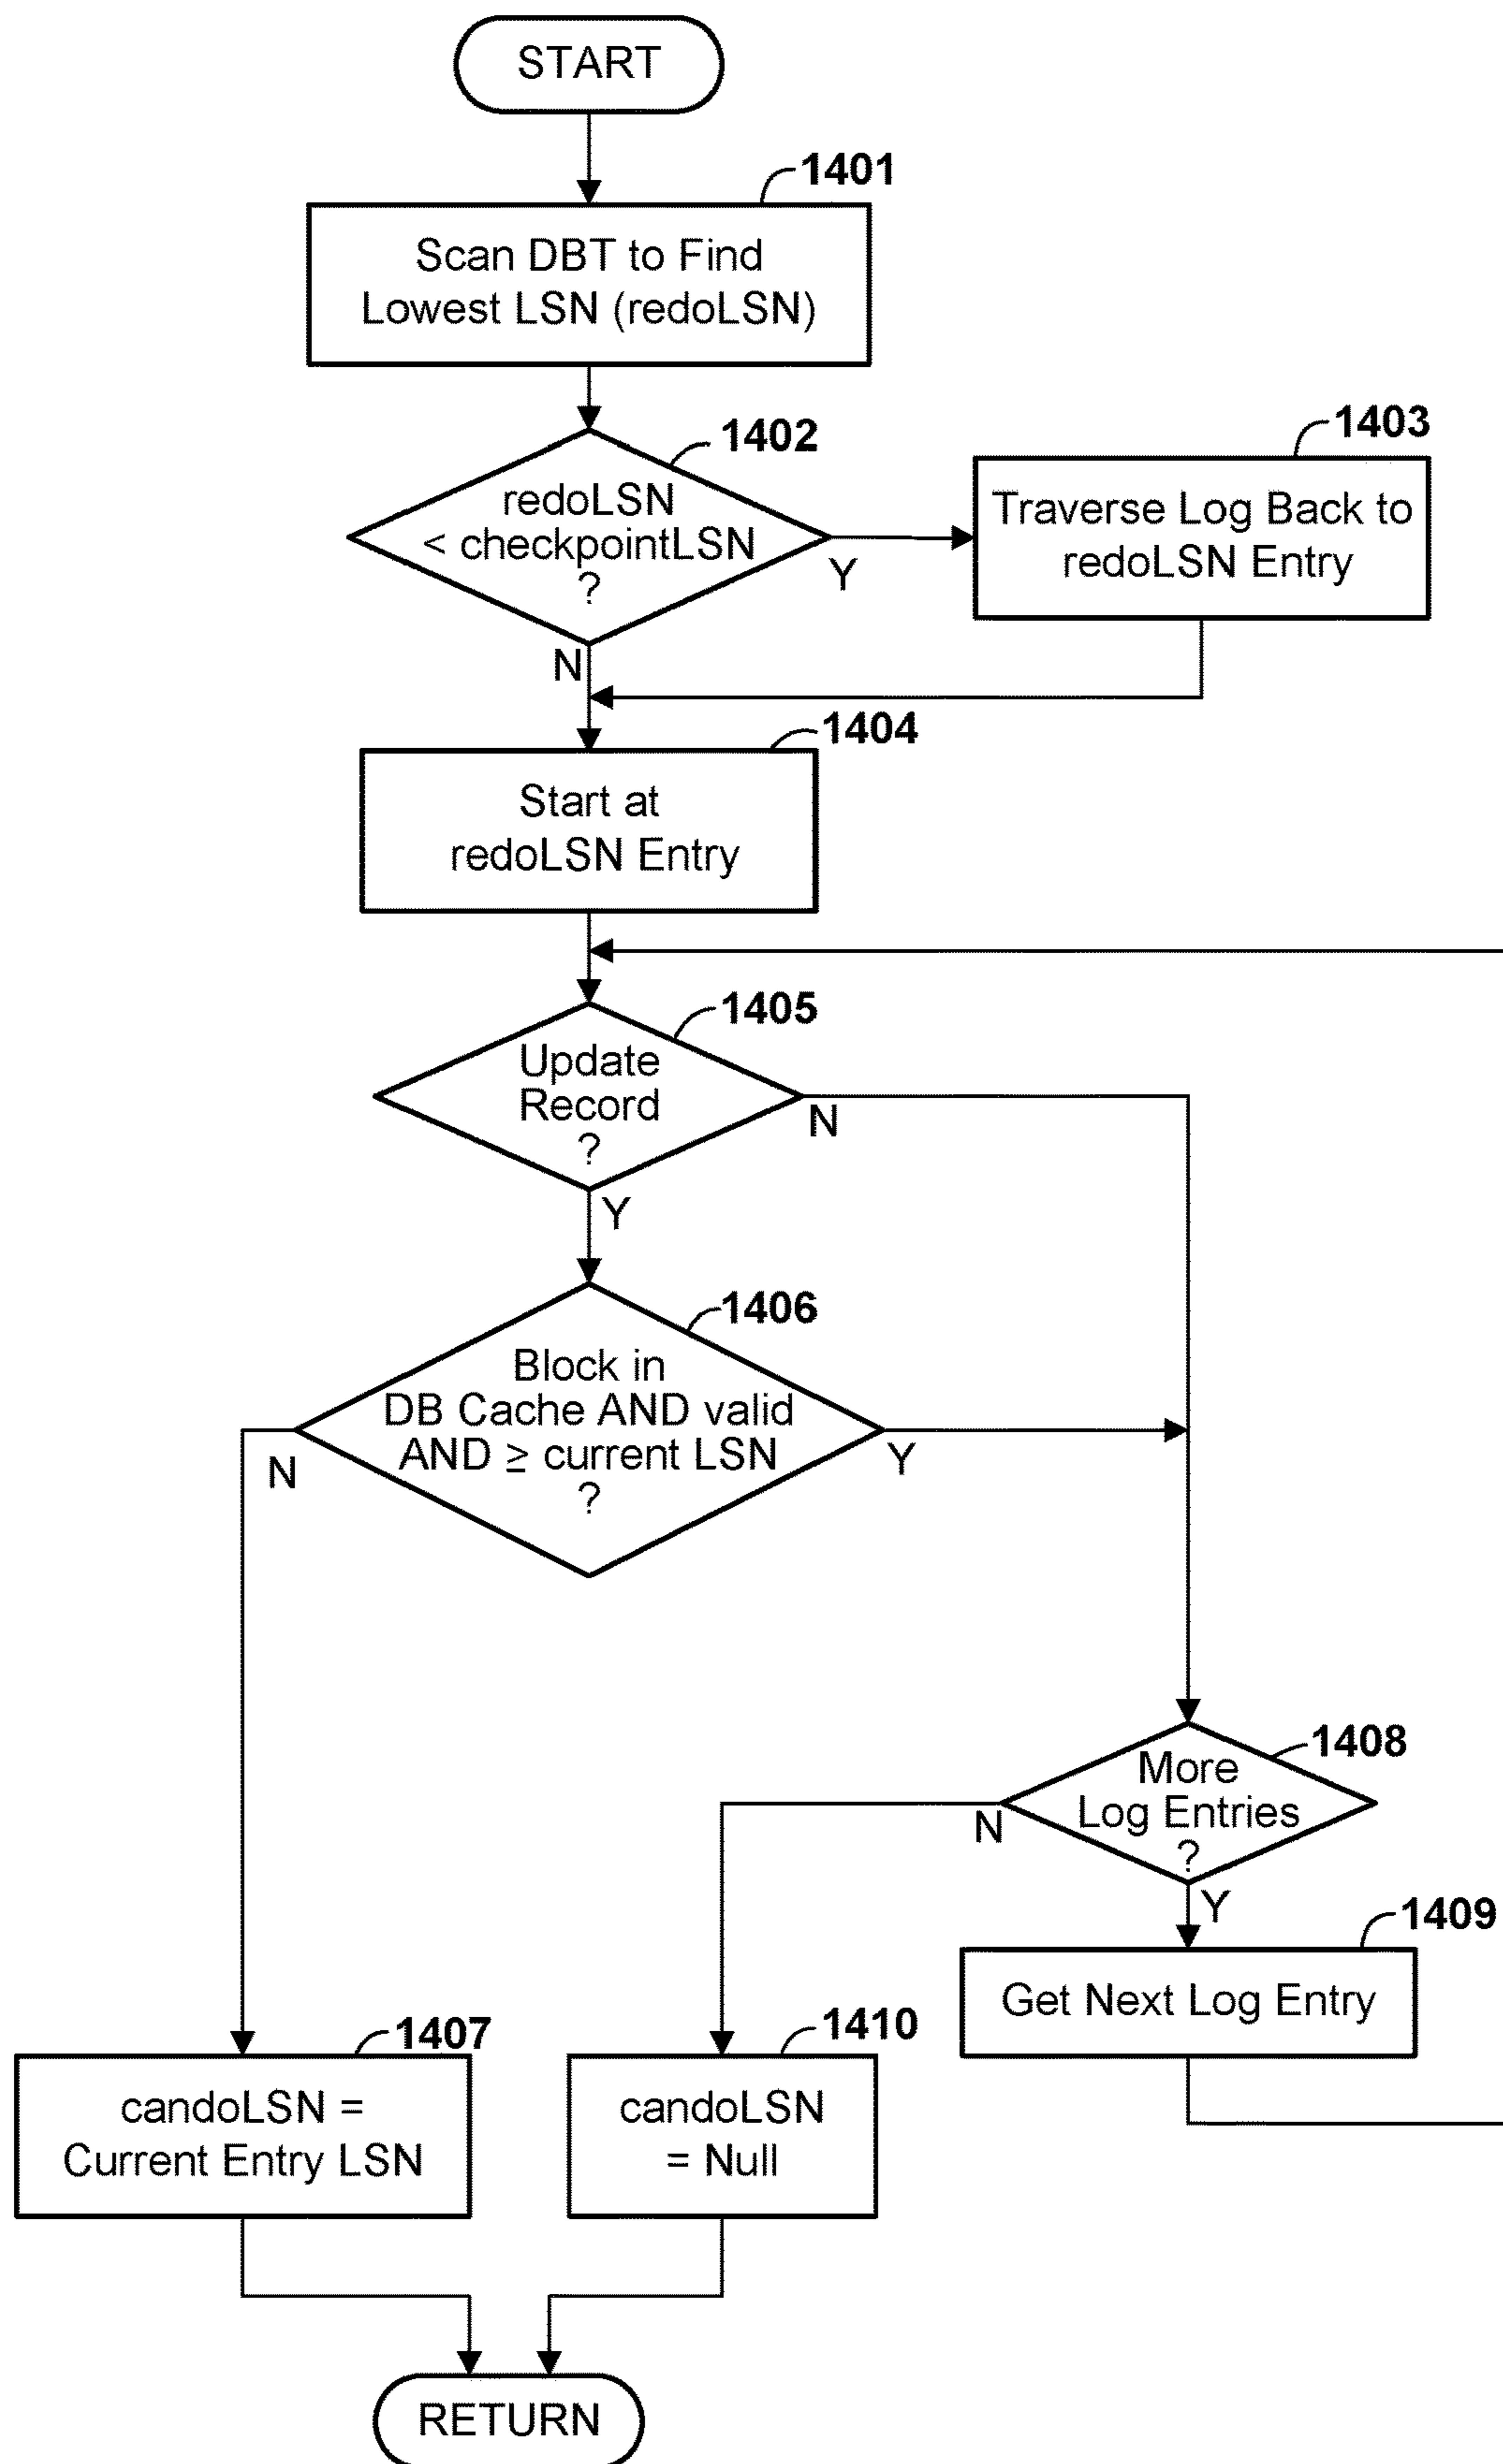 START
1401
Scan DBT to Find
Lowest LSN (redoLSN)
1402
redoLSN
< checkpointLSN
?
Y
N
1403
Traverse Log Back to
redoLSN Entry
1404
Start at
redoLSN Entry
1405
Update
Record
?
N
Y
1406
Block in
DB Cache AND valid
AND ≥ current LSN
?
N
Y
1408
More
Log Entries
?
N
Y
1409
Get Next Log Entry
1407
candoLSN =
Current Entry LSN
1410
candoLSN
= Null
RETURN